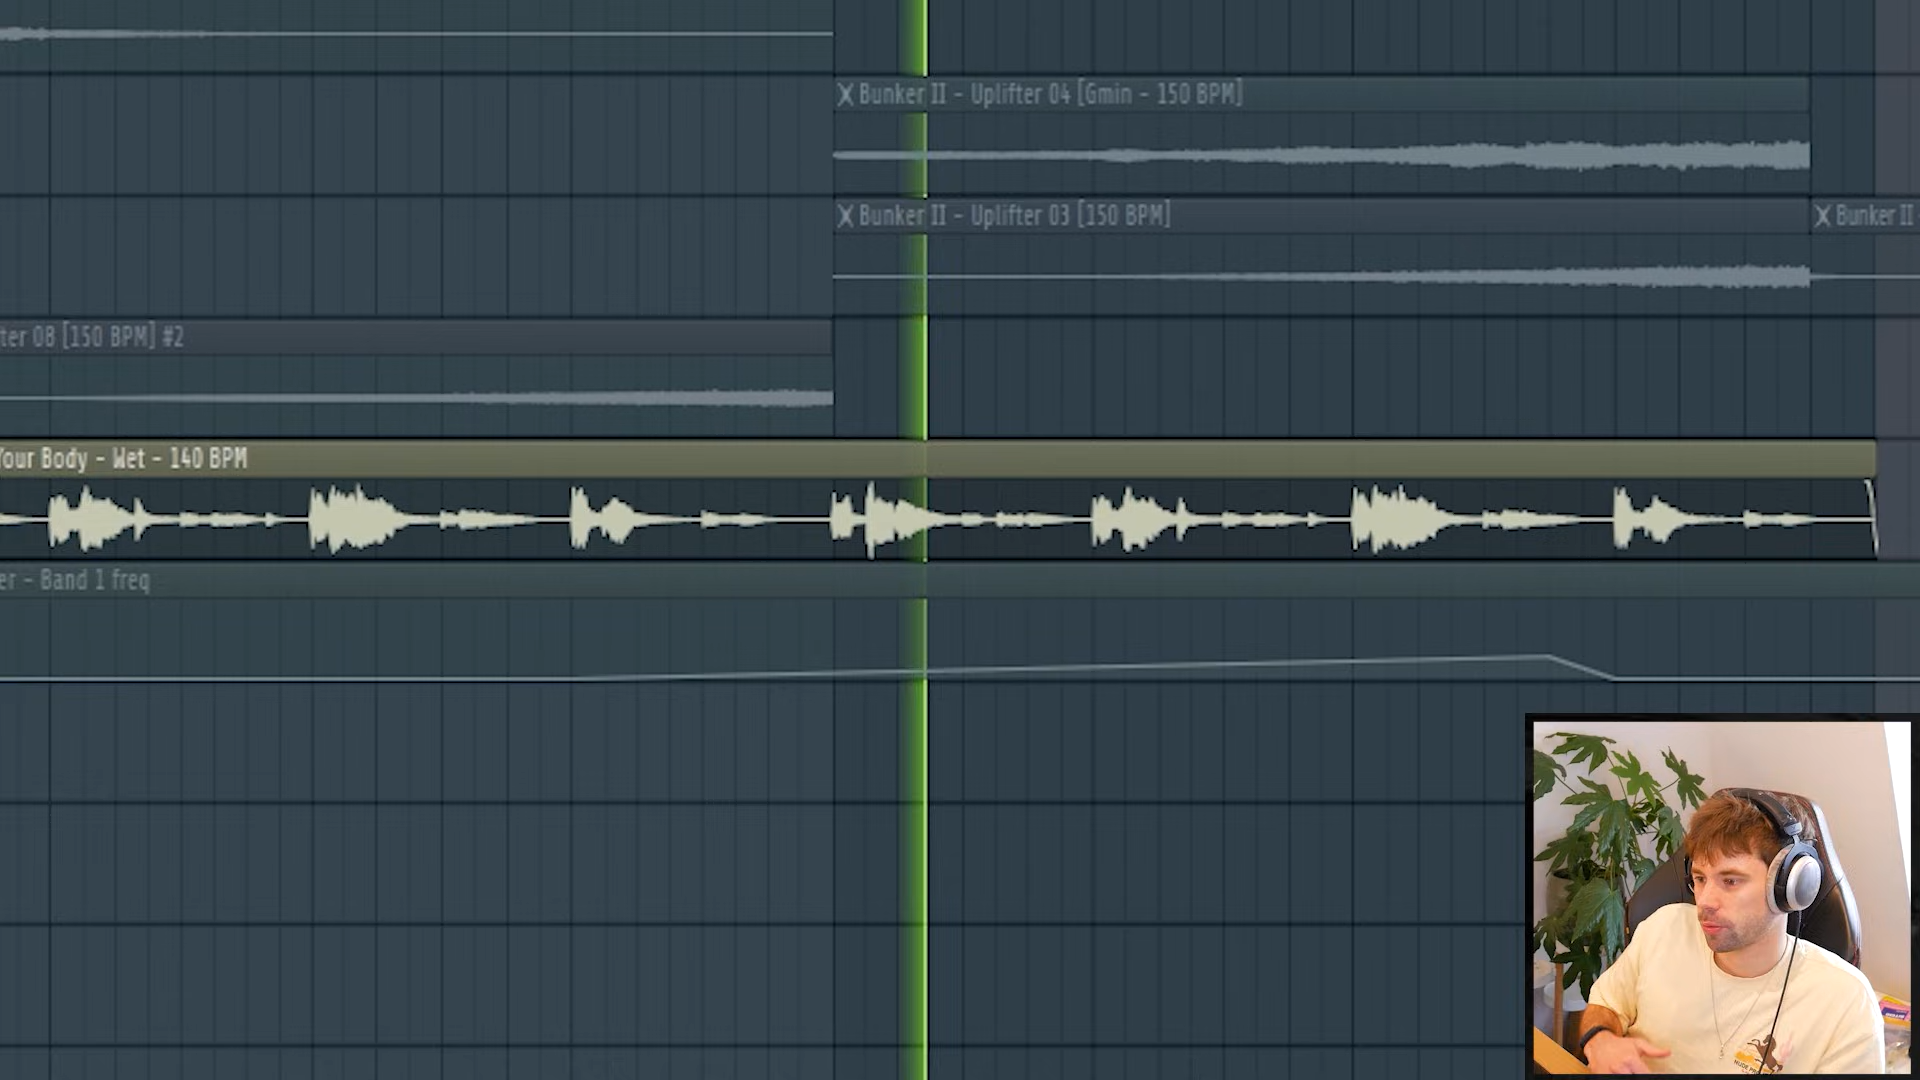 Bunker II - Uplifter 04 [Gmin - 150 BPM]
Bunker II - Uplifter 03 [150 BPM]
Bunker II
ter 08 [150 BPM] #2
Your Body - Wet - 140 BPM
er - Band 1 freq